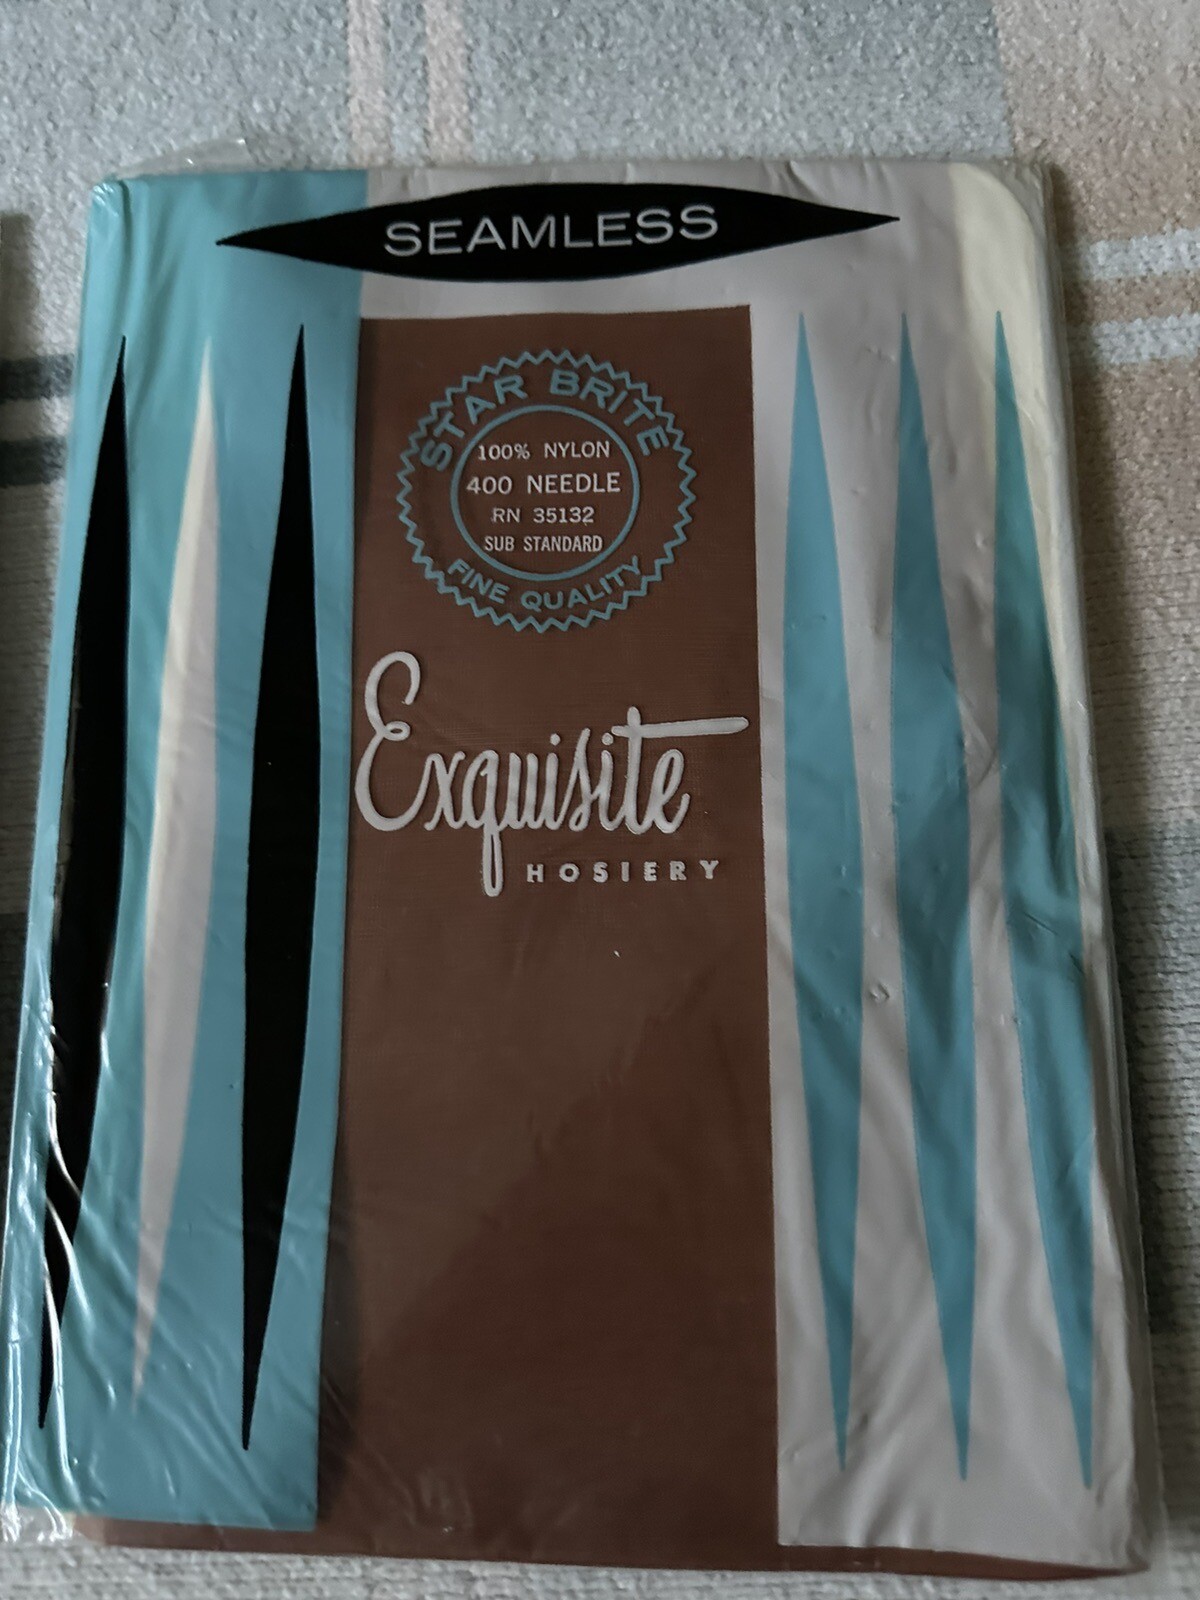 SEAMLESS
STAR BRITE
100% NYLON
400 NEEDLE
RN 35132
SUB STANDARD
FINE QUALITY
Exquisite
HOSIERY